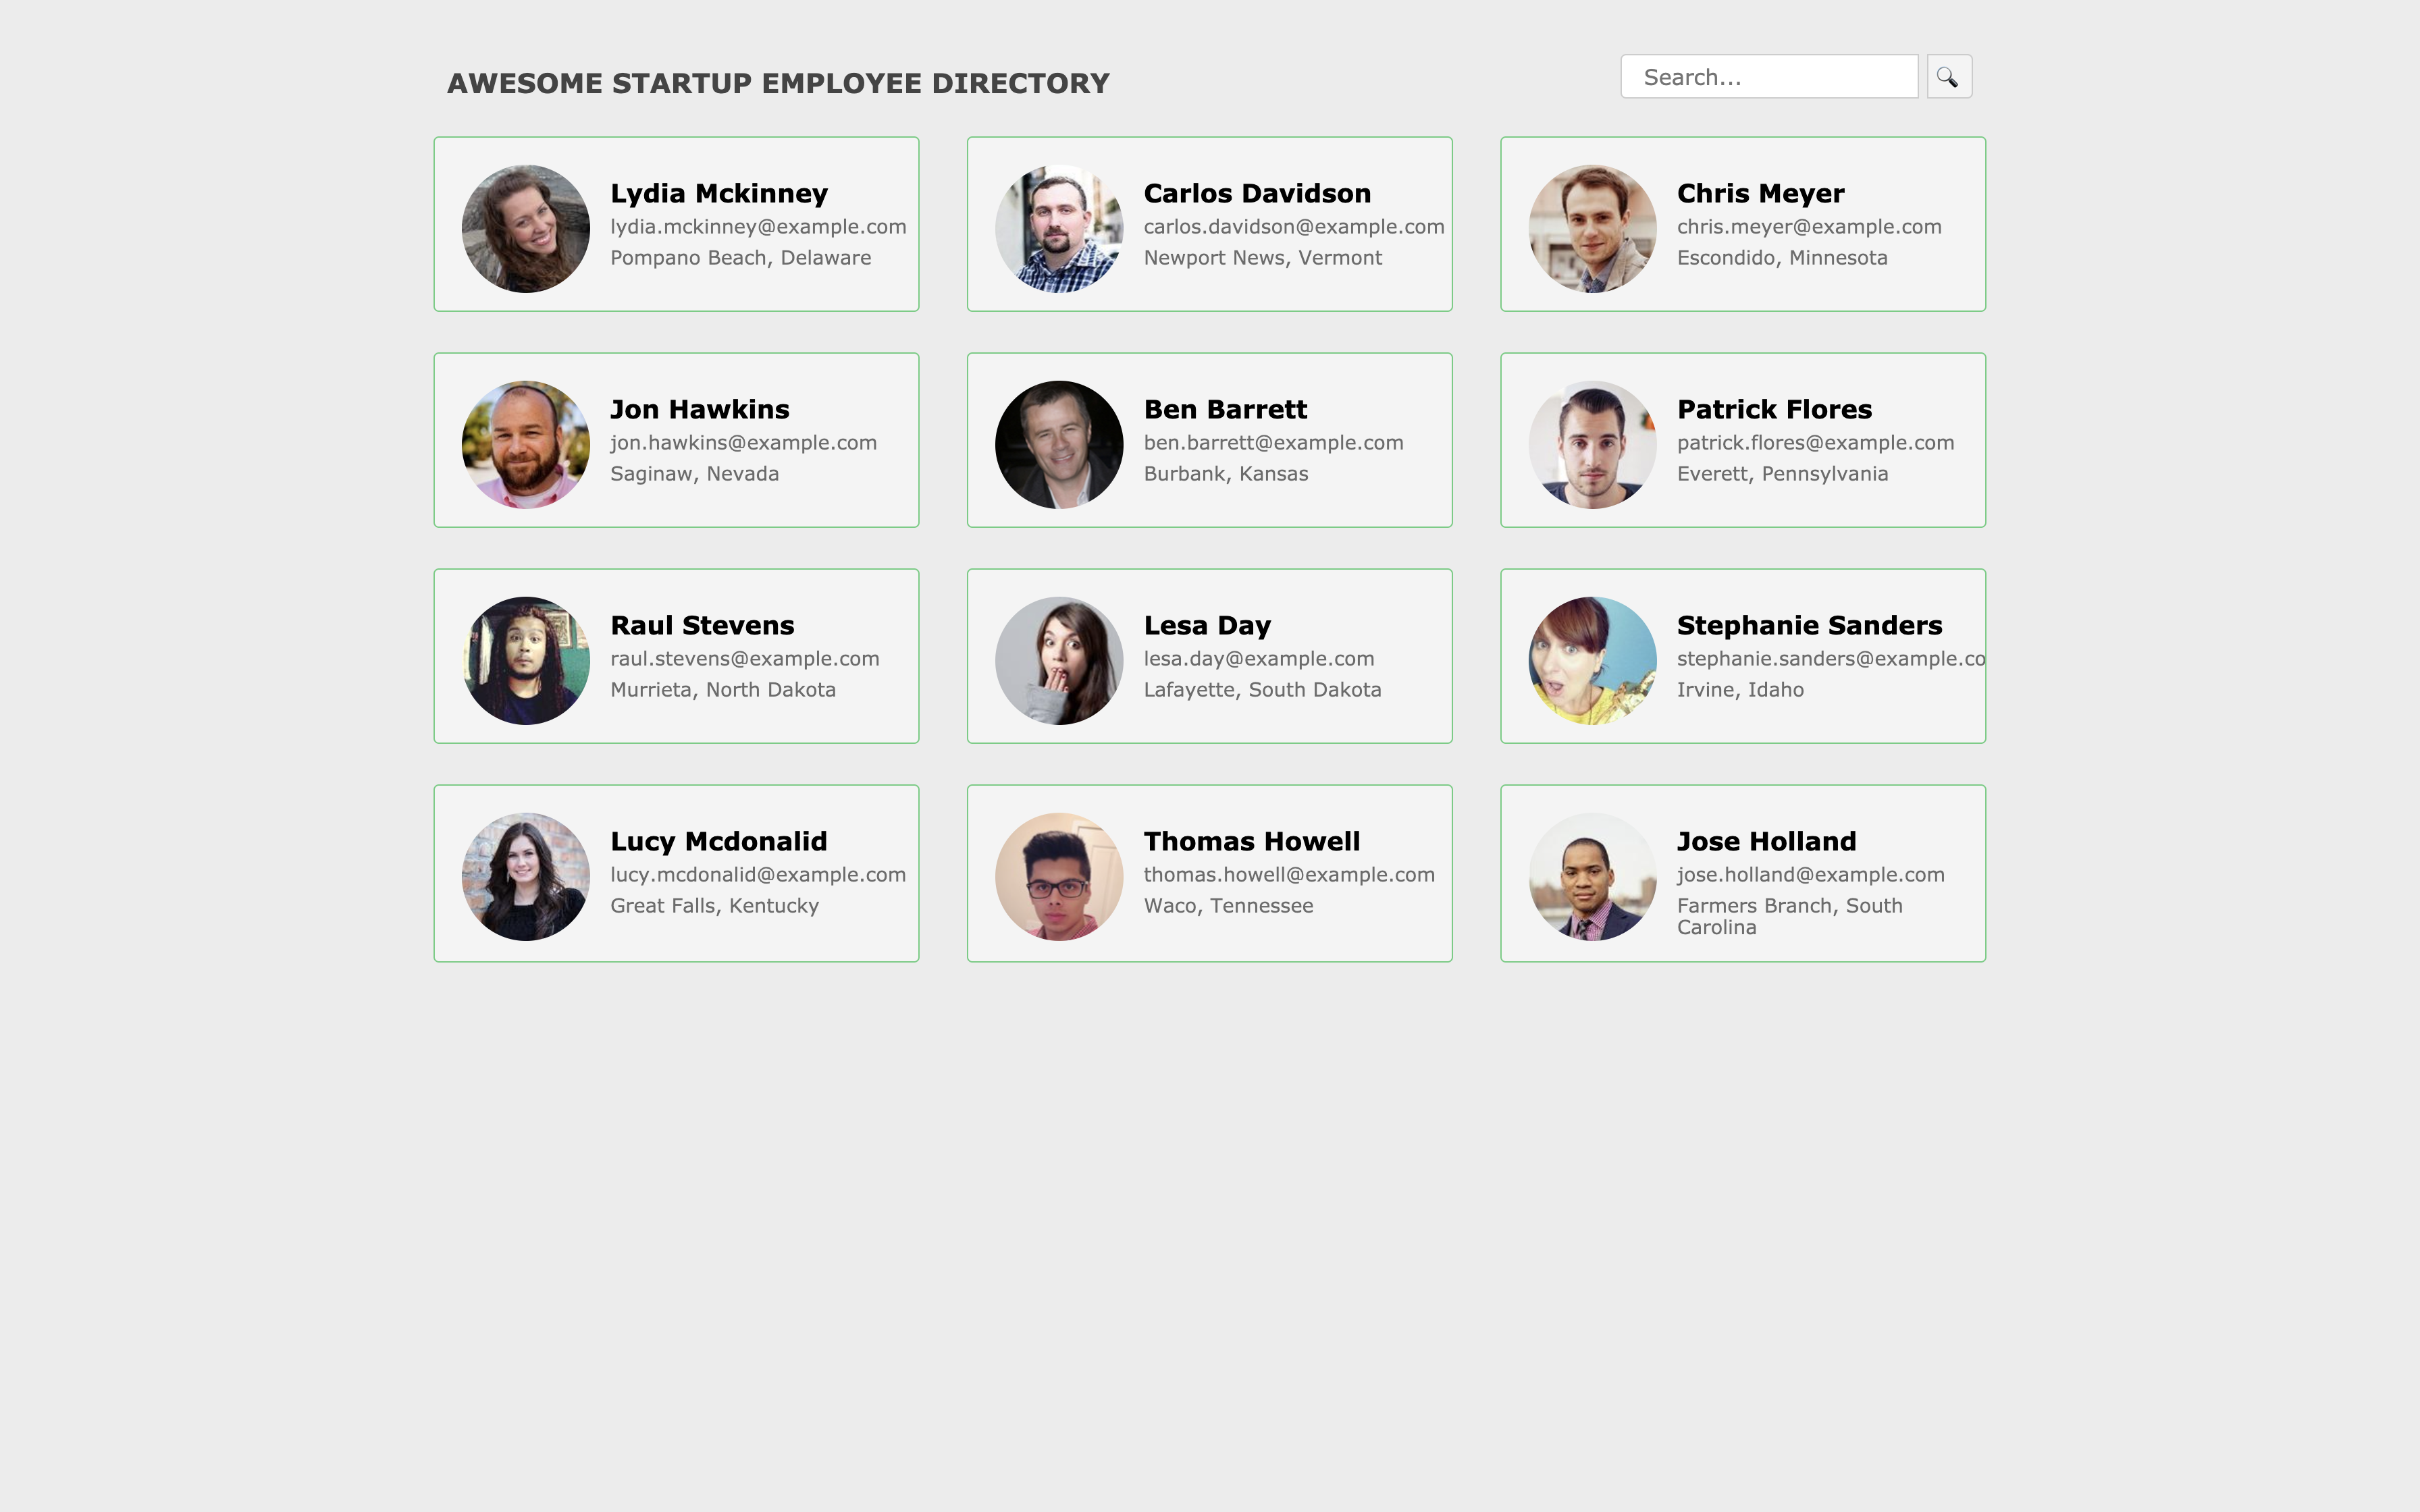 AWESOME STARTUP EMPLOYEE DIRECTORY
Search...
Lydia Mckinney
lydia.mckinney@example.com
Pompano Beach, Delaware
Carlos Davidson
carlos.davidson@example.com
Newport News, Vermont
Chris Meyer
chris.meyer@example.com
Escondido, Minnesota
Jon Hawkins
jon.hawkins@example.com
Saginaw, Nevada
Ben Barrett
ben.barrett@example.com
Burbank, Kansas
Patrick Flores
patrick.flores@example.com
Everett, Pennsylvania
Raul Stevens
raul.stevens@example.com
Murrieta, North Dakota
Lesa Day
lesa.day@example.com
Lafayette, South Dakota
Stephanie Sanders
stephanie.sanders@example.co
Irvine, Idaho
Lucy Mcdonalid
lucy.mcdonalid@example.com
Great Falls, Kentucky
Thomas Howell
thomas.howell@example.com
Waco, Tennessee
Jose Holland
jose.holland@example.com
Farmers Branch, South
Carolina